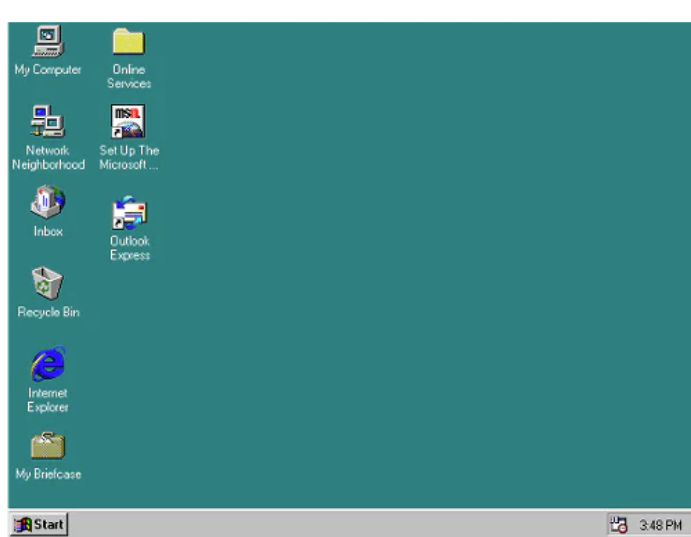 My Computer
Online
Services
Network
Neighborhood
msn
Set Up The
Microsoft ...
Inbox
Outlook
Express
Recycle Bin
Internet
Explorer
My Briefcase
Start
3:48 PM